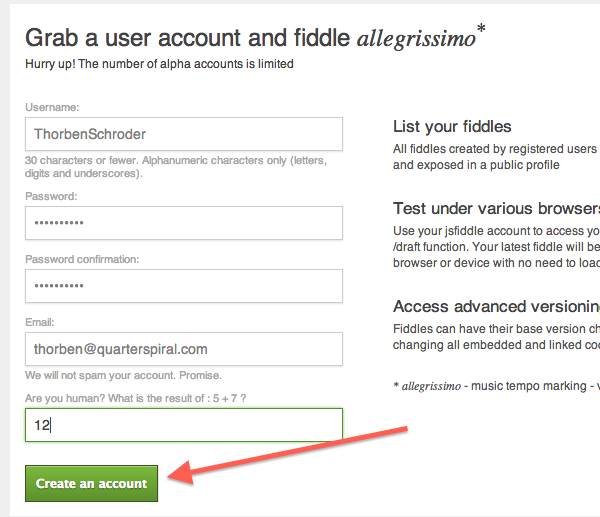 Grab a user account and fiddle allegrissimo*
Hurry up! The number of alpha accounts is limited
Username:
ThorbenSchroder
30 characters or fewer. Alphanumeric characters only (letters,
digits and underscores).
Password:
••••••••••
Password confirmation:
••••••••••
Email:
thorben@quarterspiral.com
We will not spam your account. Promise.
Are you human? What is the result of : 5 + 7 ?
12
Create an account
List your fiddles
All fiddles created by registered users
and exposed in a public profile
Test under various browsers
Use your jsfiddle account to access yo
/draft function. Your latest fiddle will be
browser or device with no need to load
Access advanced versioning
Fiddles can have their base version ch
changing all embedded and linked co
* allegrissimo - music tempo marking - v